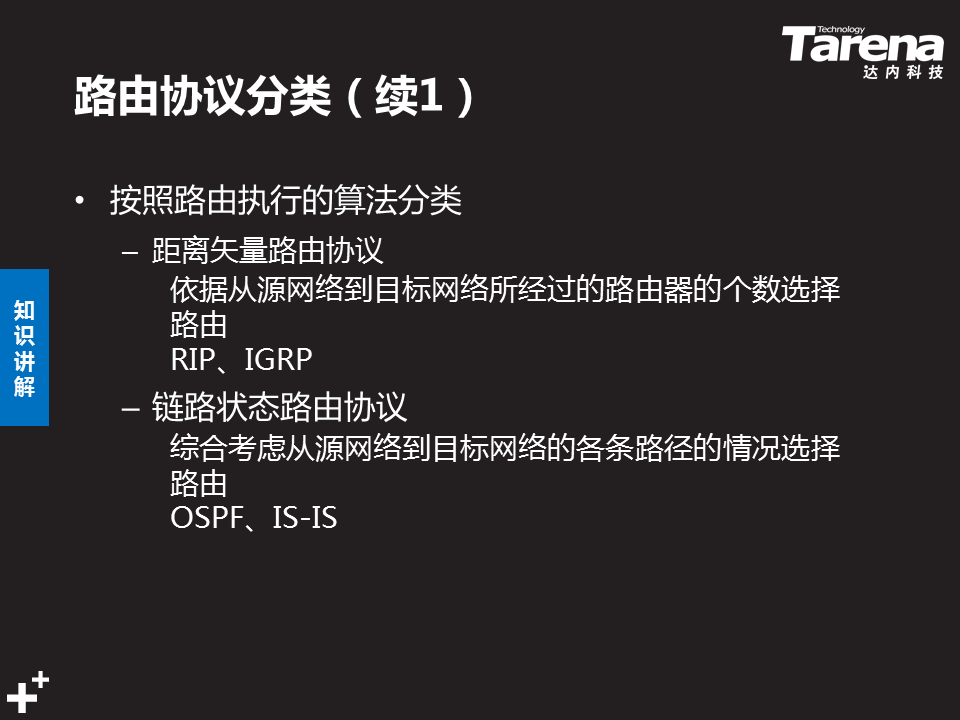 Technology
Tarena
达内科技
路由协议分类（续1）
• 按照路由执行的算法分类
– 距离矢量路由协议
依据从源网络到目标网络所经过的路由器的个数选择
路由
RIP、IGRP
– 链路状态路由协议
综合考虑从源网络到目标网络的各条路径的情况选择
路由
OSPF、IS-IS
知
识
讲
解